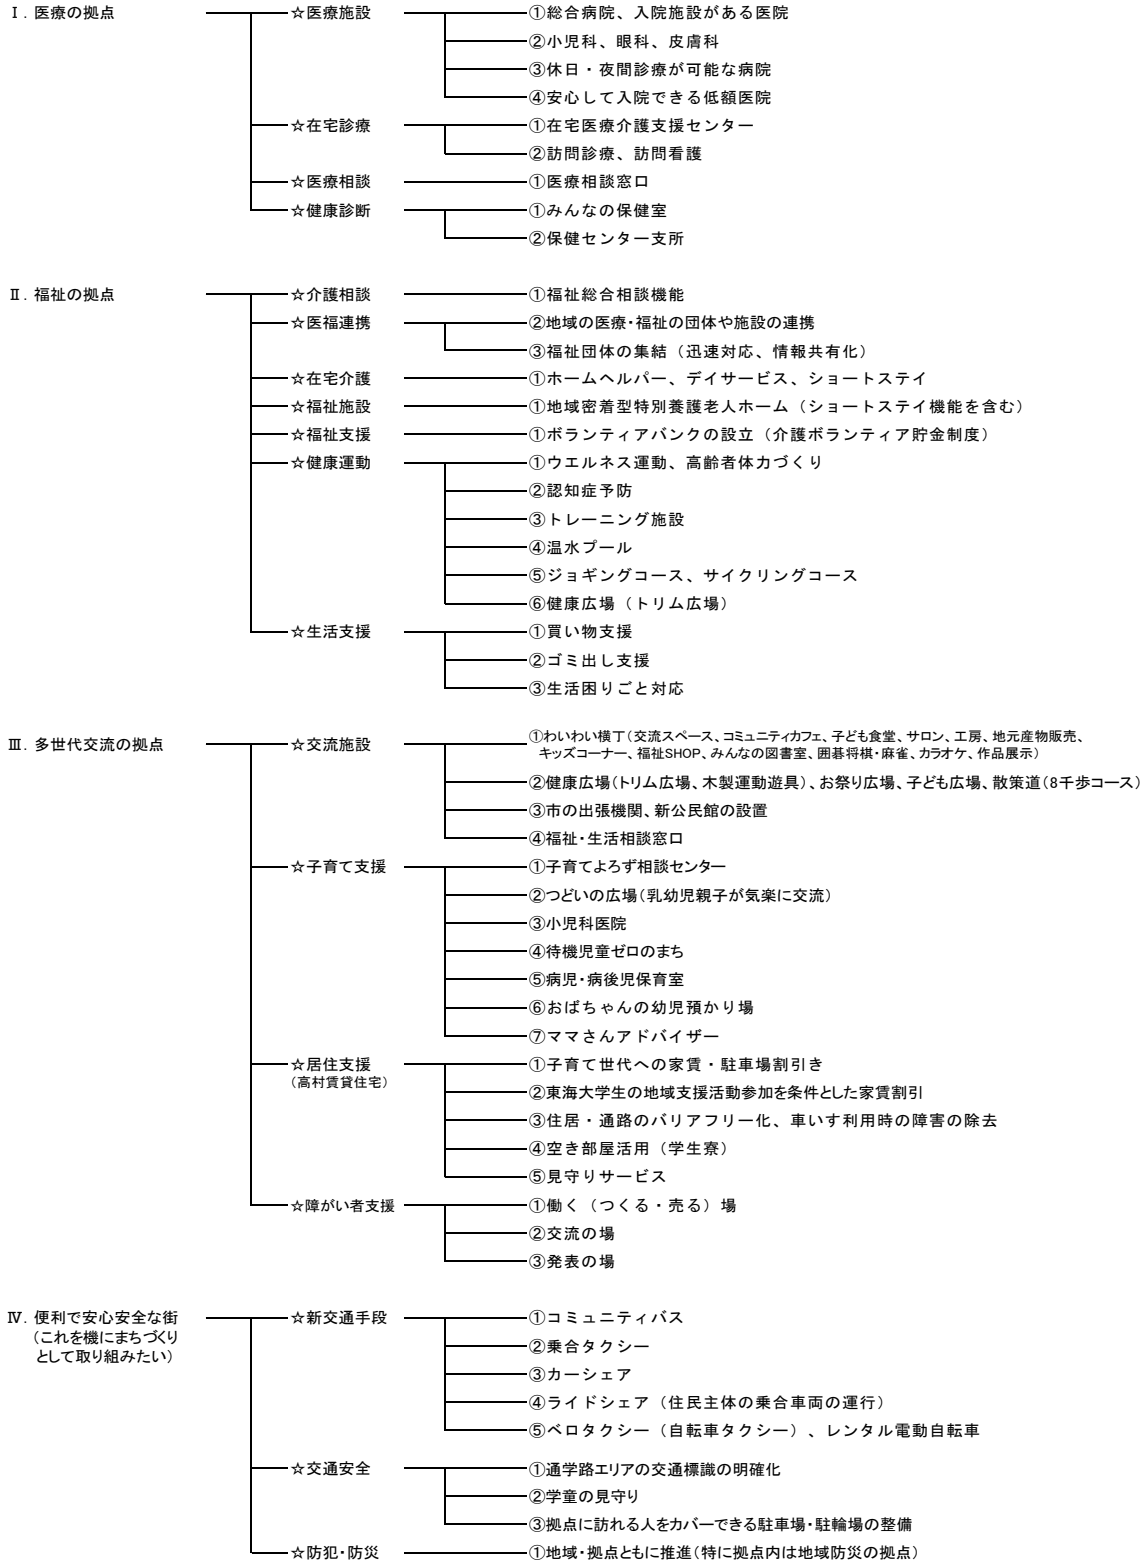 Ⅰ. 医療の拠点
☆医療施設
①総合病院、入院施設がある医院
②小児科、眼科、皮膚科
③休日・夜間診療が可能な病院
④安心して入院できる低額医院
☆在宅診療
①在宅医療介護支援センター
②訪問診療、訪問看護
☆医療相談
①医療相談窓口
☆健康診断
①みんなの保健室
②保健センター支所
Ⅱ. 福祉の拠点
☆介護相談
①福祉総合相談機能
☆医福連携
②地域の医療・福祉の団体や施設の連携
③福祉団体の集結（迅速対応、情報共有化）
☆在宅介護
①ホームヘルパー、デイサービス、ショートステイ
☆福祉施設
①地域密着型特別養護老人ホーム（ショートステイ機能を含む）
☆福祉支援
①ボランティアバンクの設立（介護ボランティア貯金制度）
☆健康運動
①ウエルネス運動、高齢者体力づくり
②認知症予防
③トレーニング施設
④温水プール
⑤ジョギングコース、サイクリングコース
⑥健康広場（トリム広場）
☆生活支援
①買い物支援
②ゴミ出し支援
③生活困りごと対応
Ⅲ. 多世代交流の拠点
☆交流施設
①わいわい横丁（交流スペース、コミュニティカフェ、子ども食堂、サロン、工房、地元産物販売、
キッズコーナー、福祉SHOP、みんなの図書室、囲碁将棋・麻雀、カラオケ、作品展示）
②健康広場（トリム広場、木製運動遊具）、お祭り広場、子ども広場、散策道（8千歩コース）
③市の出張機関、新公民館の設置
④福祉・生活相談窓口
☆子育て支援
①子育てよろず相談センター
②つどいの広場（乳幼児親子が気楽に交流）
③小児科医院
④待機児童ゼロのまち
⑤病児・病後児保育室
⑥おばちゃんの幼児預かり場
⑦ママさんアドバイザー
☆居住支援
（高村賃貸住宅）
①子育て世代への家賃・駐車場割引き
②東海大学生の地域支援活動参加を条件とした家賃割引
③住居・通路のバリアフリー化、車いす利用時の障害の除去
④空き部屋活用（学生寮）
⑤見守りサービス
☆障がい者支援
①働く（つくる・売る）場
②交流の場
③発表の場
Ⅳ. 便利で安心安全な街
（これを機にまちづくり
として取り組みたい）
☆新交通手段
①コミュニティバス
②乗合タクシー
③カーシェア
④ライドシェア（住民主体の乗合車両の運行）
⑤ベロタクシー（自転車タクシー）、レンタル電動自転車
☆交通安全
①通学路エリアの交通標識の明確化
②学童の見守り
③拠点に訪れる人をカバーできる駐車場・駐輪場の整備
☆防犯・防災
①地域・拠点ともに推進（特に拠点内は地域防災の拠点）